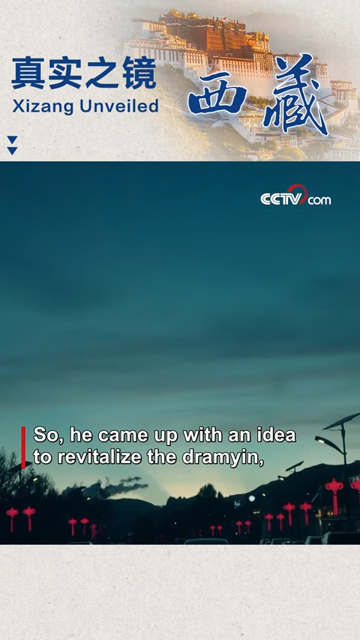 真实之镜
Xizang Unveiled
西藏
CCTV.com
So, he came up with an idea
to revitalize the dramyin,